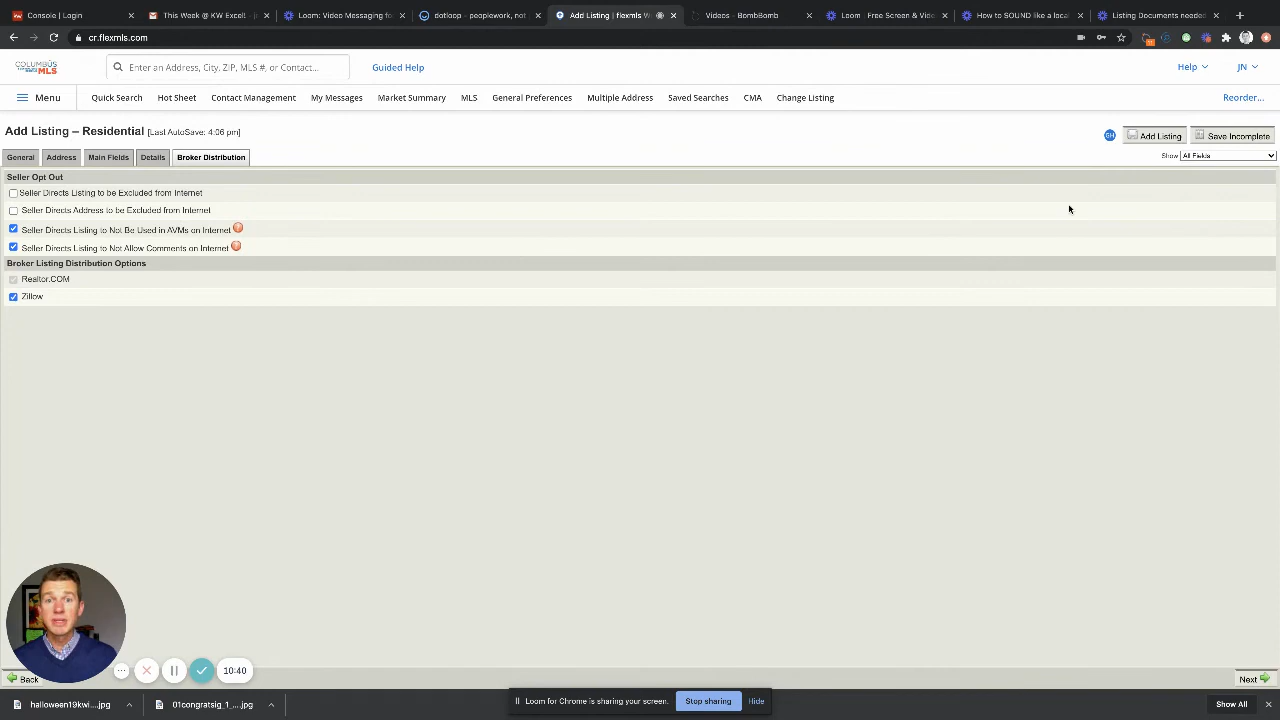 Console | Login
This Week @ KW Excel
Loom: Video Messaging fo
dotloop - peoplework, not
Add Listing | flexmls W
Videos - BombBomb
Loom - Free Screen & Vide
How to SOUND like a local
Listing Documents needed
cr.flexmls.com
COLUMBUS
MLS
Enter an Address, City, ZIP, MLS #, or Contact...
Guided Help
Help
JN
Menu
Quick Search
Hot Sheet
Contact Management
My Messages
Market Summary
MLS
General Preferences
Multiple Address
Saved Searches
CMA
Change Listing
Reorder...
Add Listing – Residential [Last AutoSave: 4:06 pm]
Add Listing
Save Incomplete
Show All Fields
General
Address
Main Fields
Details
Broker Distribution
Seller Opt Out
Seller Directs Listing to be Excluded from Internet
Seller Directs Address to be Excluded from Internet
Seller Directs Listing to Not Be Used in AVMs on Internet
Seller Directs Listing to Not Allow Comments on Internet
Broker Listing Distribution Options
Realtor.COM
Zillow
10:40
Back
Next
halloween19kwi....jpg
01congratsig_1_....jpg
Loom for Chrome is sharing your screen.
Stop sharing
Hide
Show All